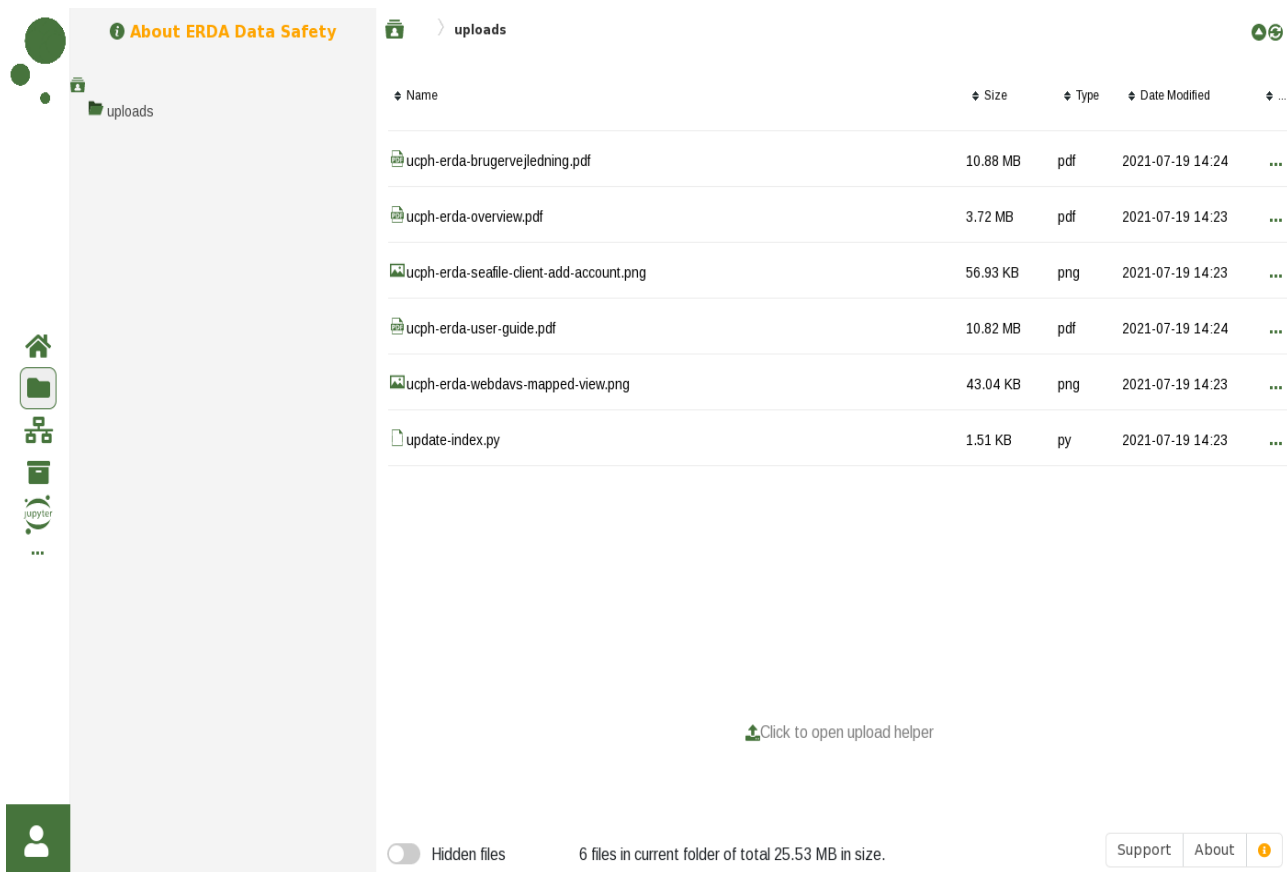 About ERDA Data Safety
uploads
uploads
Name Size Type Date Modified ...
ucph-erda-brugervejledning.pdf 10.88 MB pdf 2021-07-19 14:24 ...
ucph-erda-overview.pdf 3.72 MB pdf 2021-07-19 14:23 ...
ucph-erda-seafile-client-add-account.png 56.93 KB png 2021-07-19 14:23 ...
ucph-erda-user-guide.pdf 10.82 MB pdf 2021-07-19 14:24 ...
ucph-erda-webdavs-mapped-view.png 43.04 KB png 2021-07-19 14:23 ...
update-index.py 1.51 KB py 2021-07-19 14:23 ...
jupyter
...
Click to open upload helper
Hidden files 6 files in current folder of total 25.53 MB in size. Support About